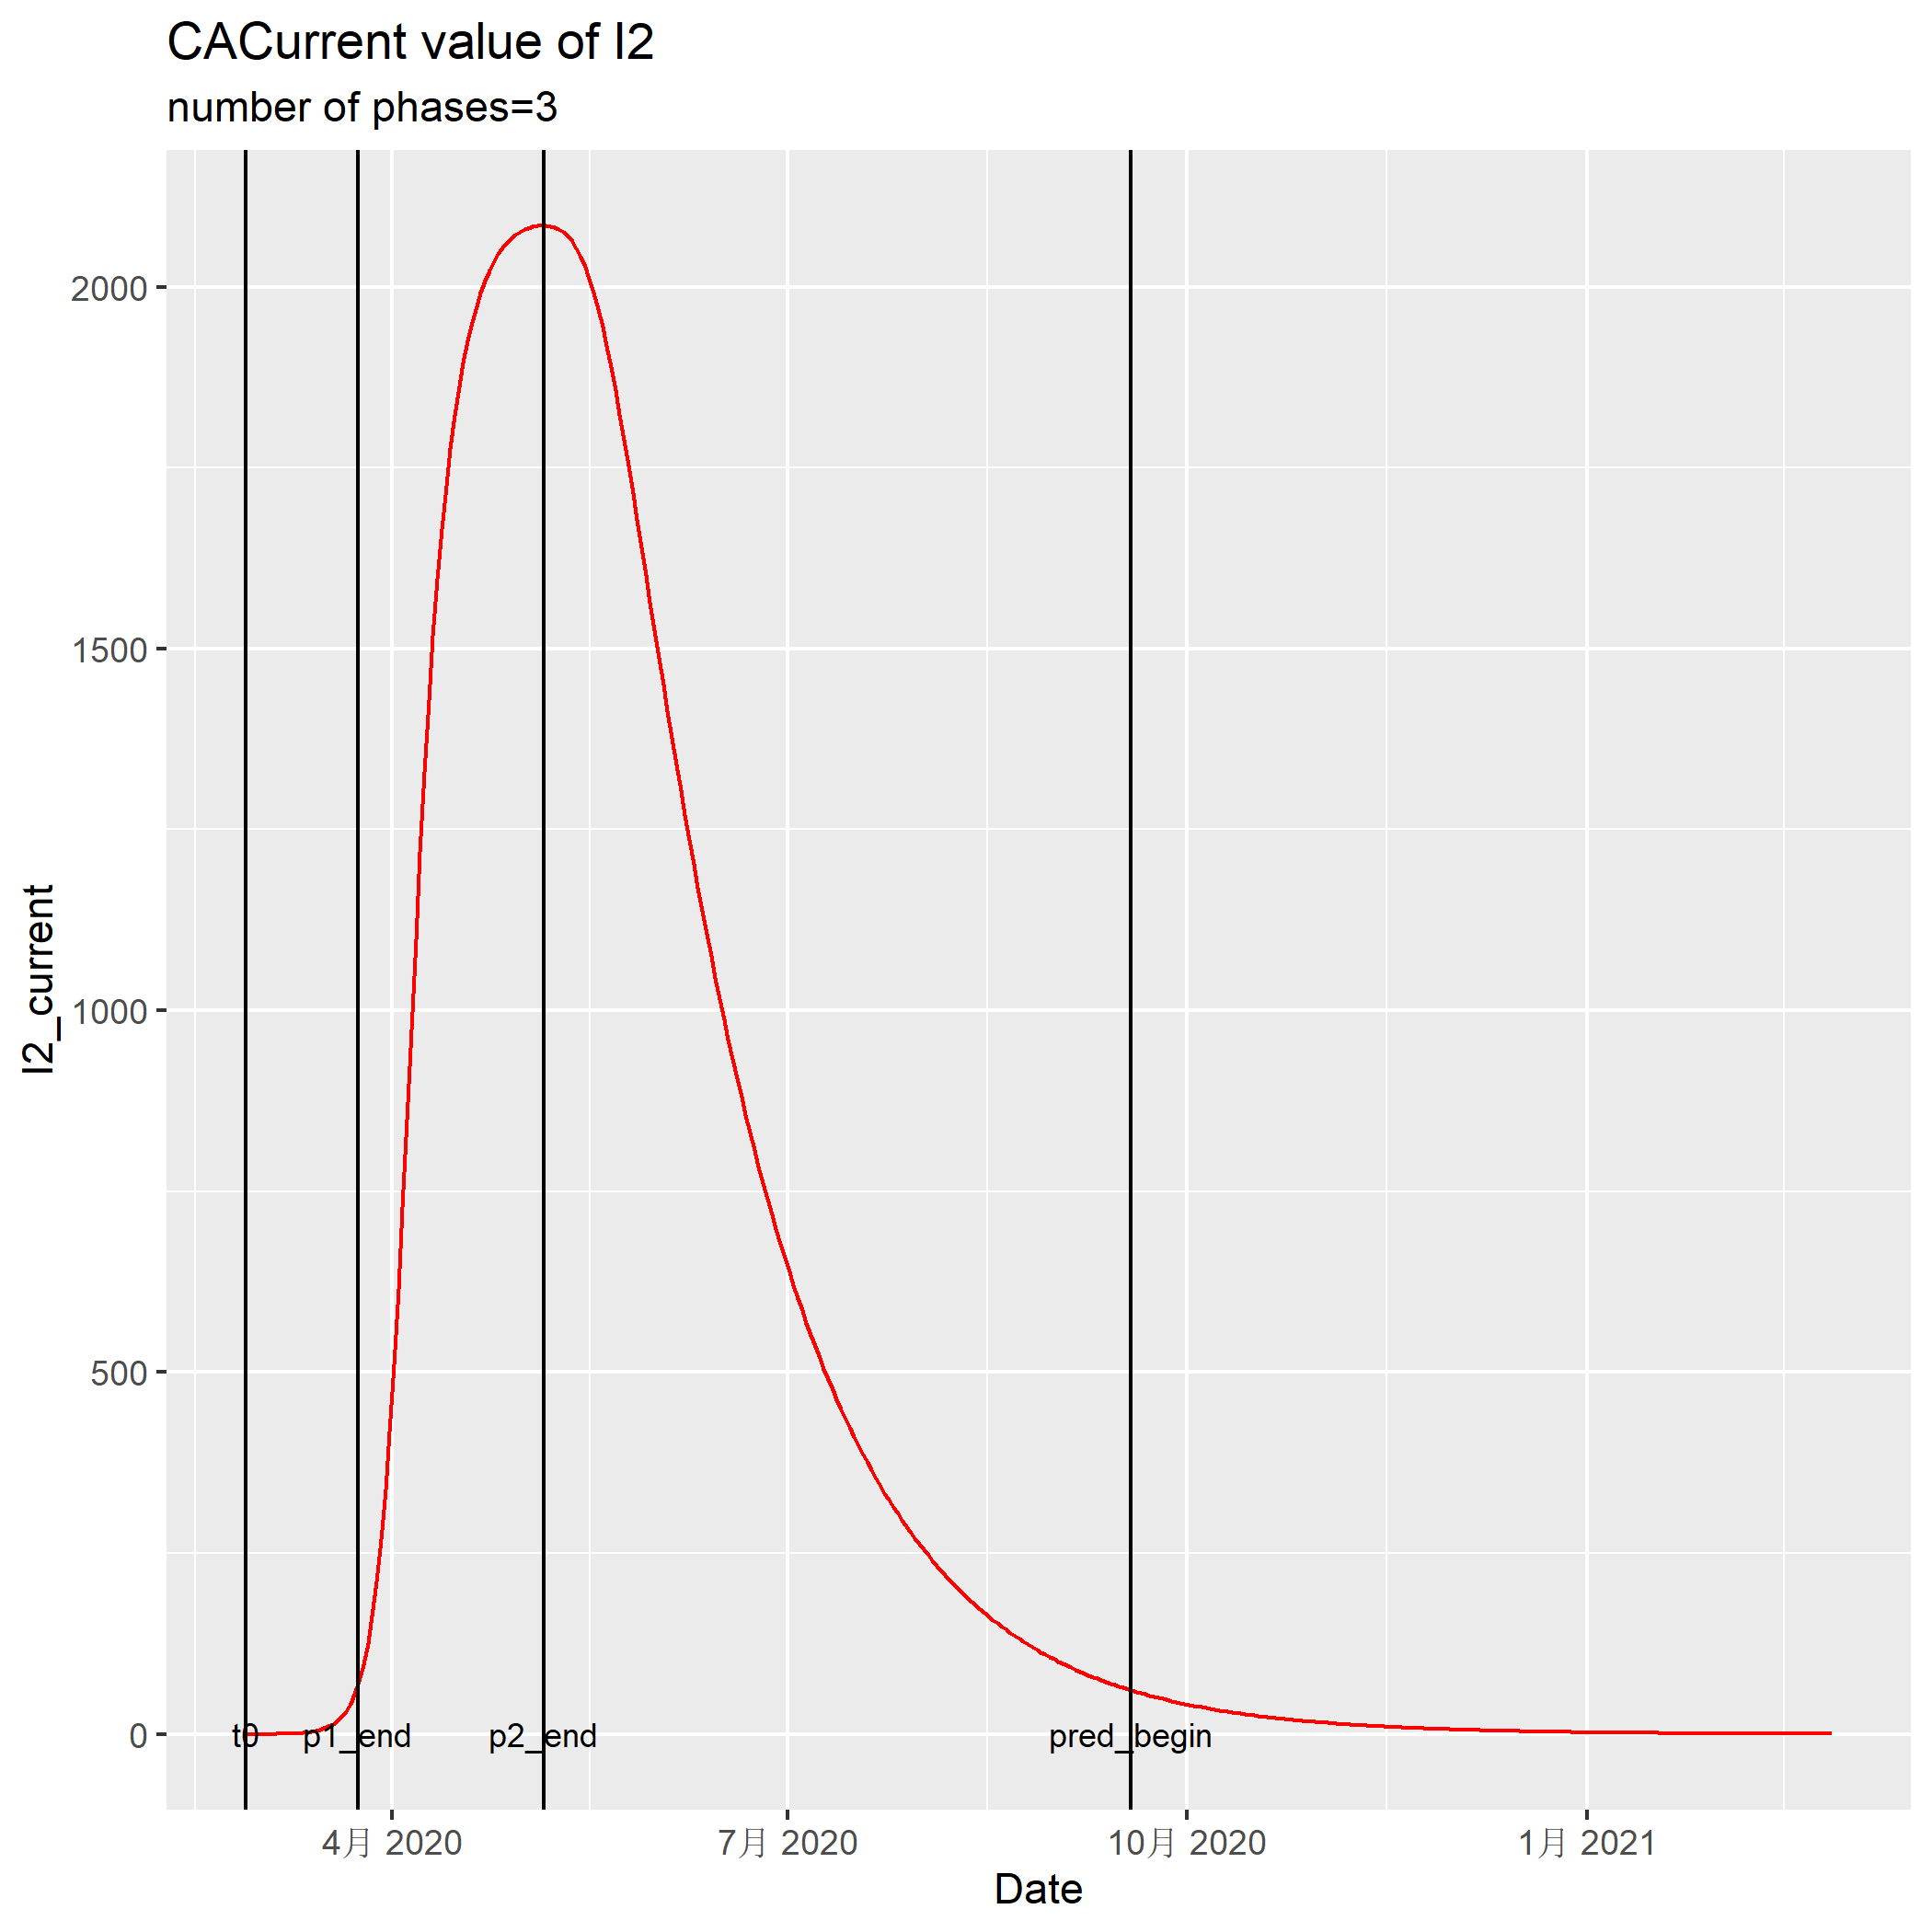 CACurrent value of I2
number of phases=3
I2_current
2000
1500
1000
500
0
t0
p1_end
p2_end
pred_begin
4月 2020
7月 2020
10月 2020
1月 2021
Date